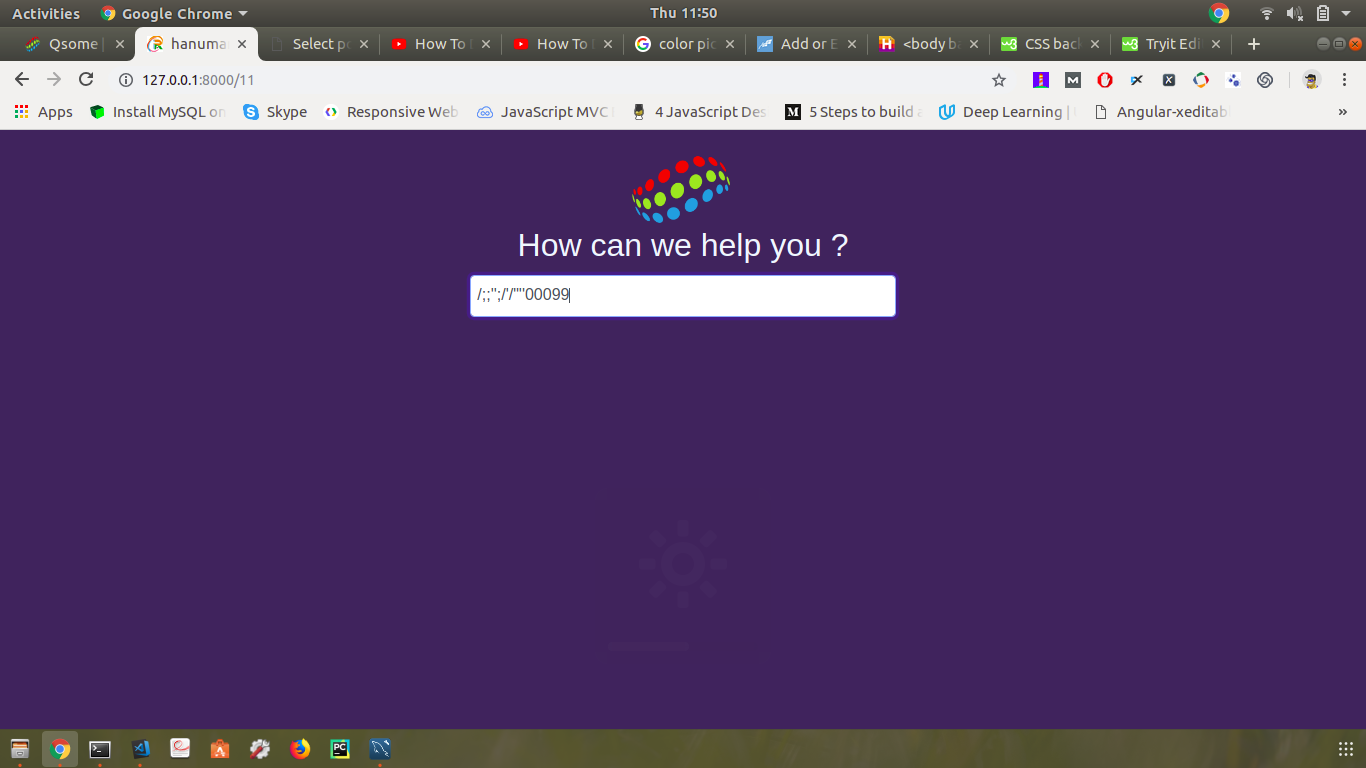 Activities Google Chrome Thu 11:50
Qsome | hanuma Select po How To How To color pic Add or E <body ba CSS bac Tryit Edi
127.0.0.1:8000/11
Apps Install MySQL on Skype Responsive Web JavaScript MVC 4 JavaScript Des 5 Steps to build a Deep Learning | Angular-xeditab »
How can we help you ?
/;;";/'/'"'00099